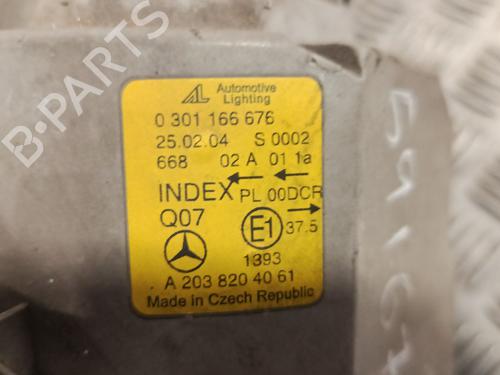 B-PARTS
AL Automotive
Lighting
0 301 166 676
25.02.04 S 0002
668 02 A 01 1a
INDEX PL 00DCR
Q07 E1 37.5
1393
A 203 820 40 61
Made in Czech Republic